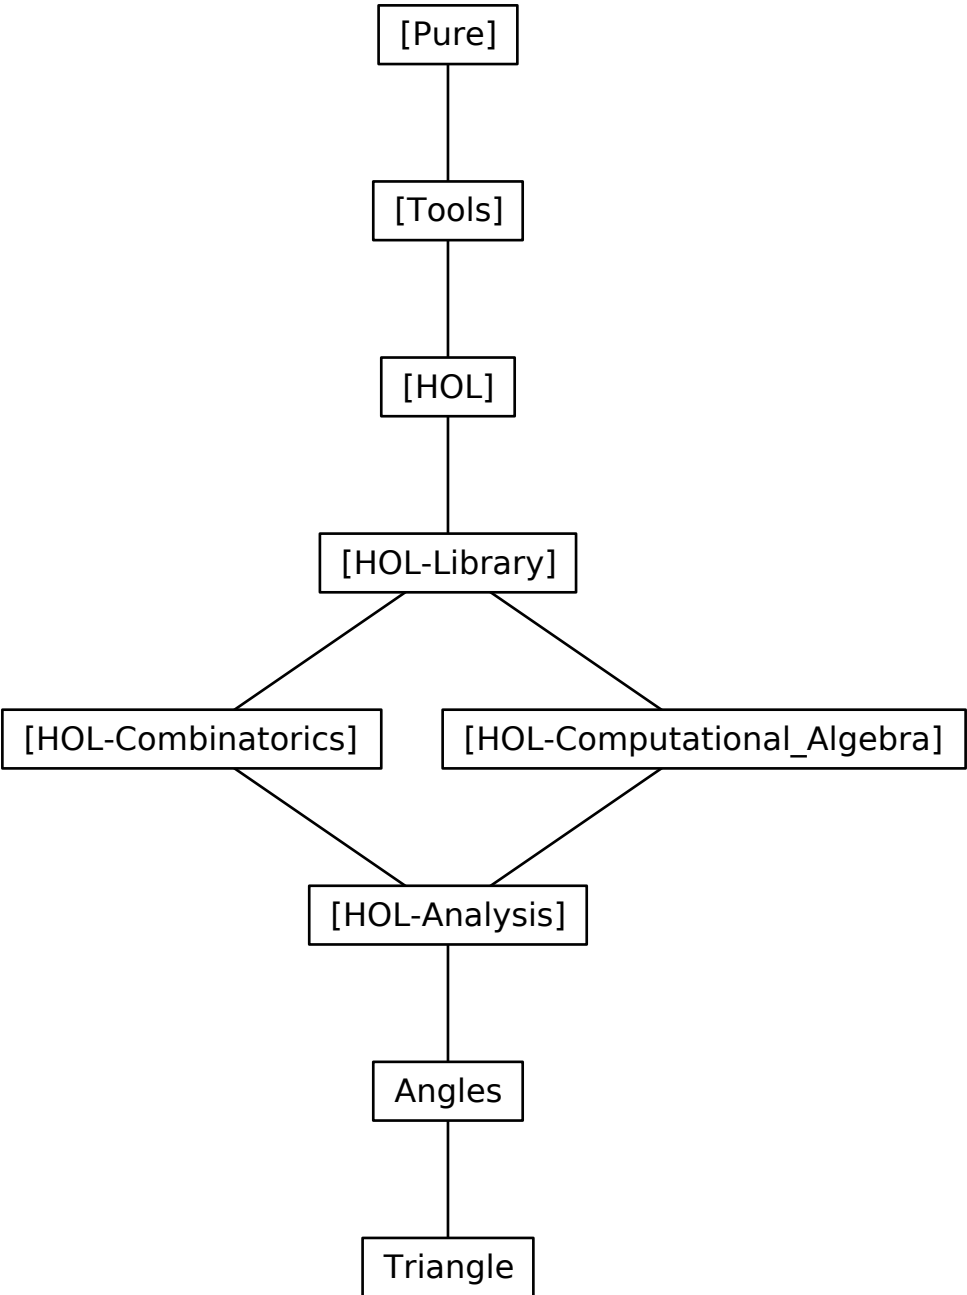 [Pure]
[Tools]
[HOL]
[HOL-Library]
[HOL-Combinatorics]
[HOL-Computational_Algebra]
[HOL-Analysis]
Angles
Triangle